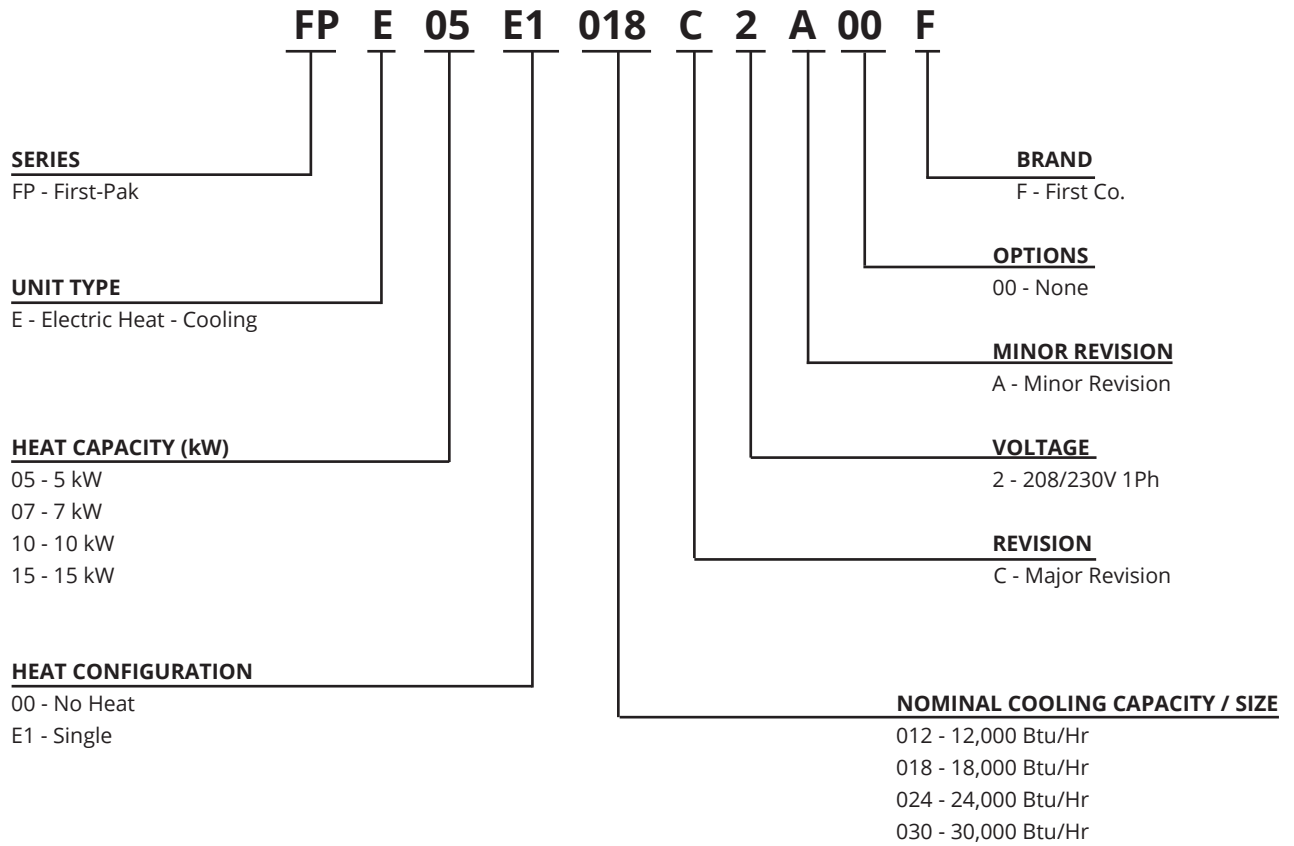 FP E 05 E1 018 C 2 A 00 F
SERIES
FP - First-Pak
UNIT TYPE
E - Electric Heat - Cooling
HEAT CAPACITY (kW)
05 - 5 kW
07 - 7 kW
10 - 10 kW
15 - 15 kW
HEAT CONFIGURATION
00 - No Heat
E1 - Single
BRAND
F - First Co.
OPTIONS
00 - None
MINOR REVISION
A - Minor Revision
VOLTAGE
2 - 208/230V 1Ph
REVISION
C - Major Revision
NOMINAL COOLING CAPACITY / SIZE
012 - 12,000 Btu/Hr
018 - 18,000 Btu/Hr
024 - 24,000 Btu/Hr
030 - 30,000 Btu/Hr